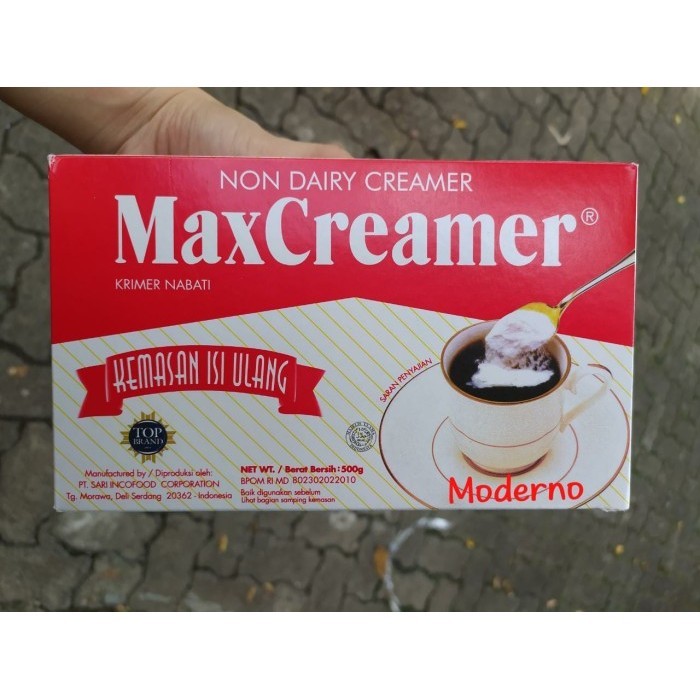 NON DAIRY CREAMER
MaxCreamer®
KRIMER NABATI
KEMASAN ISI ULANG
SARAN PENYAJIAN
TOP
BRAND
Manufactured by / Diproduksi oleh:
PT. SARI INCOFOOD CORPORATION
Tg. Morawa, Deli Serdang 20362 - Indonesia
NET WT. / Berat Bersih: 500g
BPOM RI MD 802302022010
Baik digunakan sebelum
Lihat bagian samping kemasan
Moderno